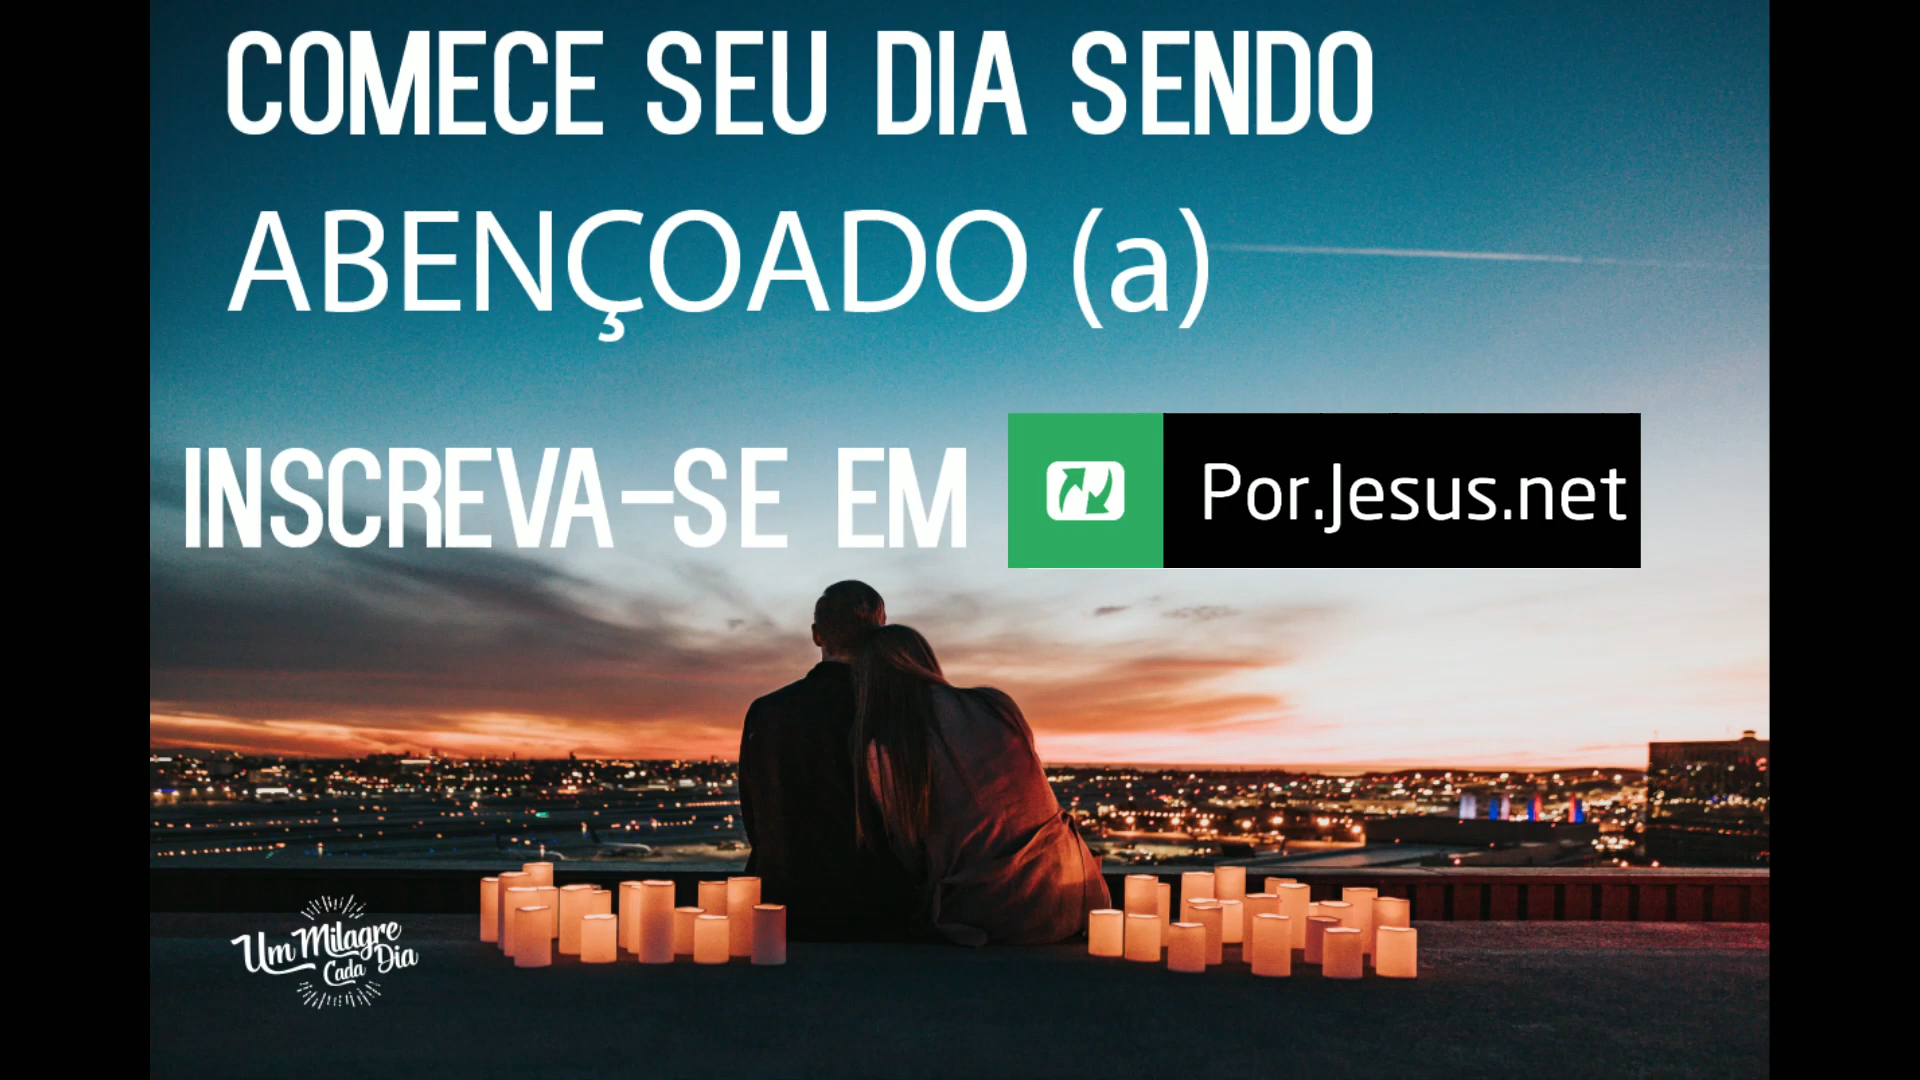 COMECE SEU DIA SENDO
ABENÇOADO (a)
INSCREVA-SE EM Por.Jesus.net
Um Milagre
Cada Dia